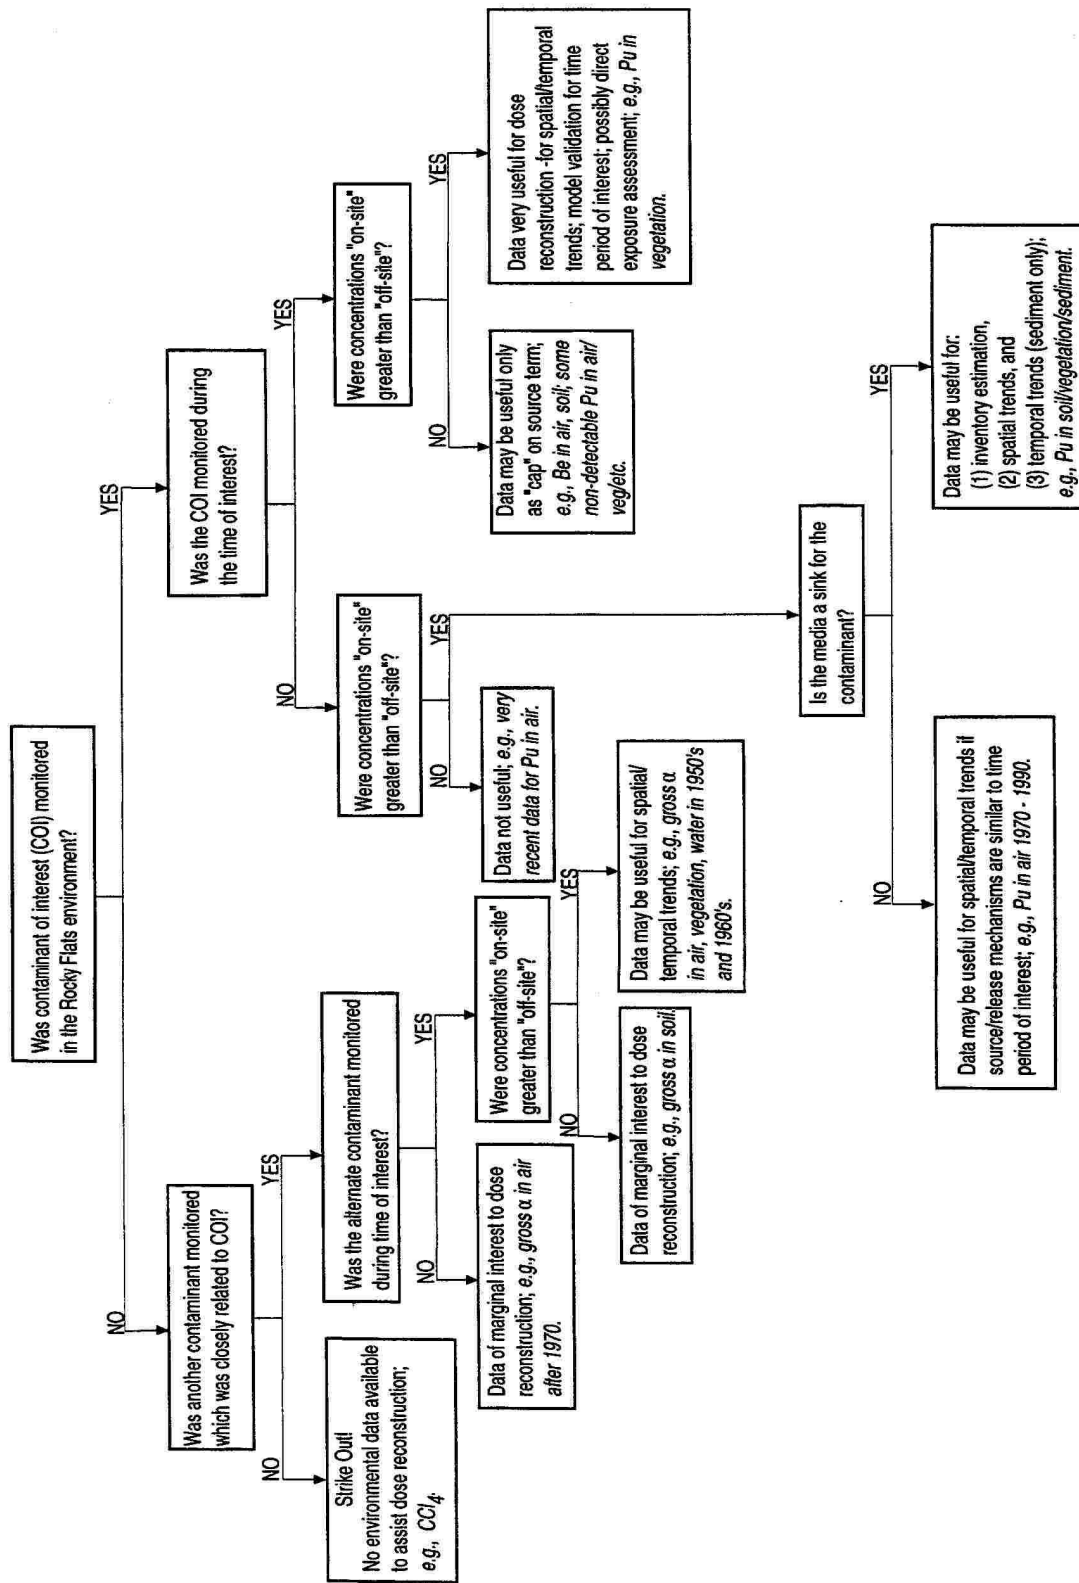 Was contaminant of interest (COI) monitored
in the Rocky Flats environment?
NO
YES
Was another contaminant monitored
which was closely related to COI?
Was the COI monitored during
the time of interest?
NO
YES
NO
YES
Strike Out!
No environmental data available
to assist dose reconstruction;
e.g., CCl4.
Was the alternate contaminant monitored
during time of interest?
Were concentrations "on-site"
greater than "off-site"?
Were concentrations "on-site"
greater than "off-site"?
NO
YES
NO
YES
NO
YES
Data of marginal interest to dose
reconstruction; e.g., gross α in air
after 1970.
Were concentrations "on-site"
greater than "off-site"?
Data not useful; e.g., very
recent data for Pu in air.
Data may be useful only
as "cap" on source term;
e.g., Be in air, soil; some
non-detectable Pu in air/
veg/etc.
Data very useful for dose
reconstruction -for spatial/temporal
trends; model validation for time
period of interest; possibly direct
exposure assessment; e.g., Pu in
vegetation.
NO
YES
Data of marginal interest to dose
reconstruction; e.g., gross α in soil.
Data may be useful for spatial/
temporal trends; e.g., gross α
in air, vegetation, water in 1950's
and 1960's.
Is the media a sink for the
contaminant?
NO
YES
Data may be useful for spatial/temporal trends if
source/release mechanisms are similar to time
period of interest; e.g., Pu in air 1970 - 1990.
Data may be useful for:
(1) inventory estimation,
(2) spatial trends, and
(3) temporal trends (sediment only);
e.g., Pu in soil/vegetation/sediment.